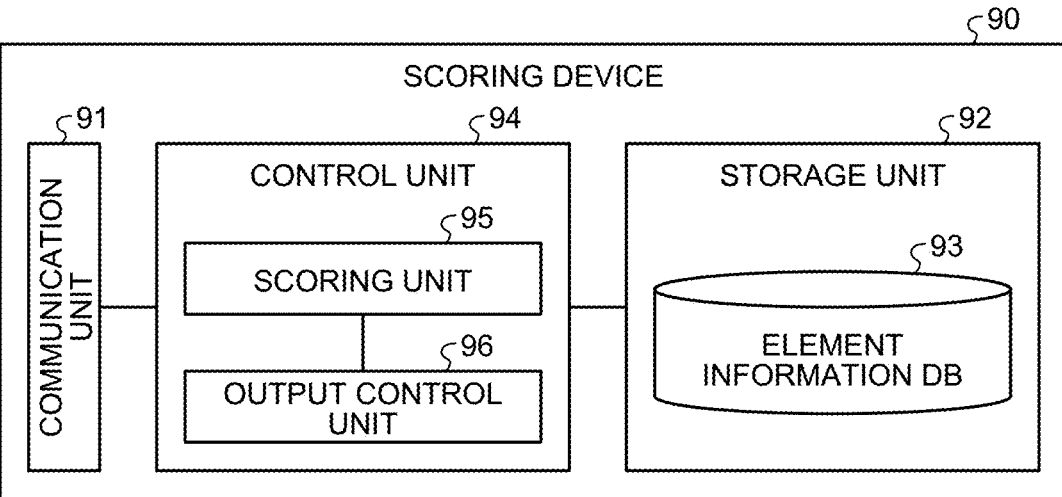 90
SCORING DEVICE
91
COMMUNICATION
UNIT
94
CONTROL UNIT
95
SCORING UNIT
96
OUTPUT CONTROL
UNIT
92
STORAGE UNIT
93
ELEMENT
INFORMATION DB